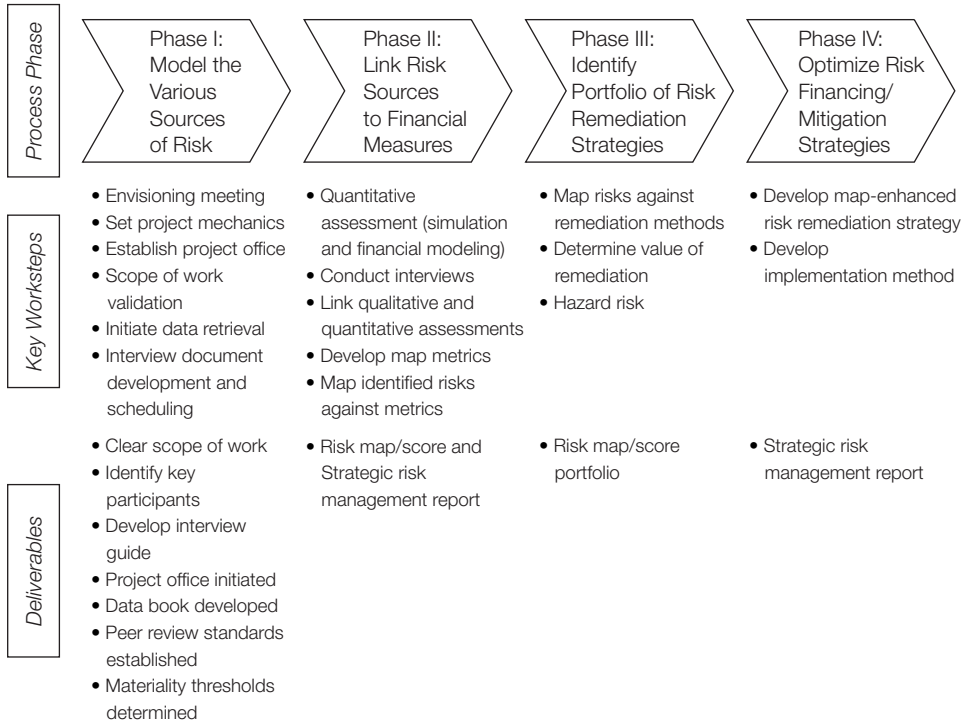 Process Phase
Phase I:
Model the
Various
Sources
of Risk
Phase II:
Link Risk
Sources
to Financial
Measures
Phase III:
Identify
Portfolio of Risk
Remediation
Strategies
Phase IV:
Optimize Risk
Financing/
Mitigation
Strategies
Key Worksteps
• Envisioning meeting
• Set project mechanics
• Establish project office
• Scope of work
validation
• Initiate data retrieval
• Interview document
development and
scheduling
• Quantitative
assessment (simulation
and financial modeling)
• Conduct interviews
• Link qualitative and
quantitative assessments
• Develop map metrics
• Map identified risks
against metrics
• Map risks against
remediation methods
• Determine value of
remediation
• Hazard risk
• Develop map-enhanced
risk remediation strategy
• Develop
implementation method
Deliverables
• Clear scope of work
• Identify key
participants
• Develop interview
guide
• Project office initiated
• Data book developed
• Peer review standards
established
• Materiality thresholds
determined
• Risk map/score and
Strategic risk
management report
• Risk map/score
portfolio
• Strategic risk
management report